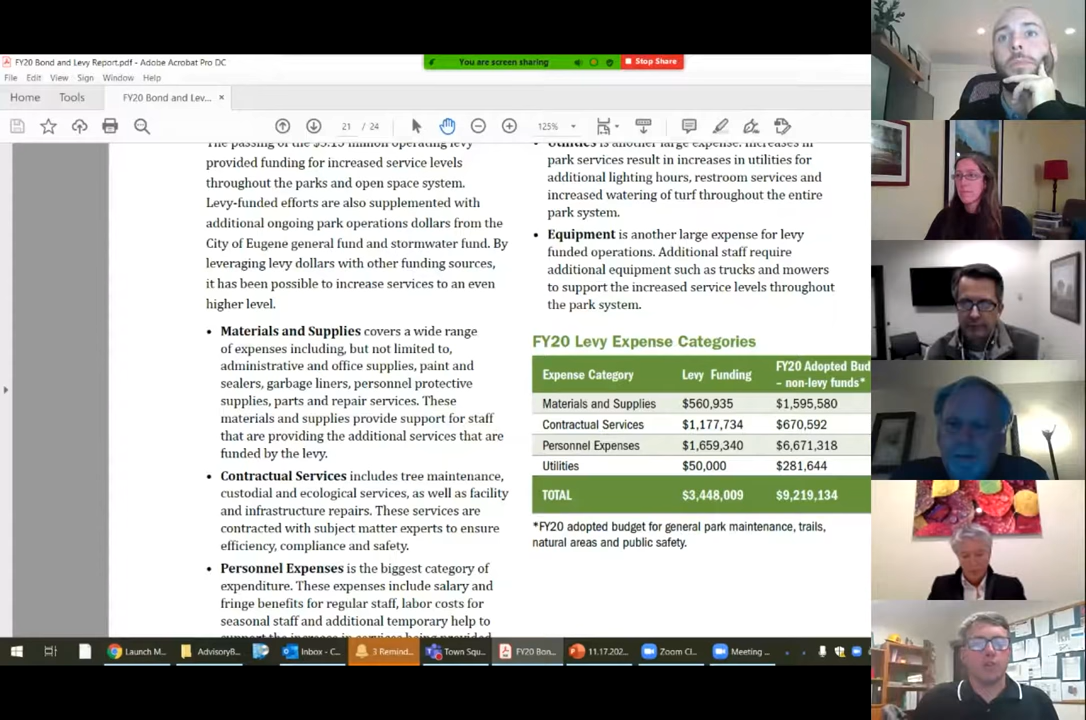 FY20 Bond and Levy Report.pdf - Adobe Acrobat Pro DC
You are screen sharing
Stop Share
File Edit View Sign Window Help
Home Tools FY20 Bond and Lev... ×
21 / 24
125%
The passing of the $3.15 million operating levy
provided funding for increased service levels
throughout the parks and open space system.
Levy-funded efforts are also supplemented with
additional ongoing park operations dollars from the
City of Eugene general fund and stormwater fund. By
leveraging levy dollars with other funding sources,
it has been possible to increase services to an even
higher level.
• Materials and Supplies covers a wide range
of expenses including, but not limited to,
administrative and office supplies, paint and
sealers, garbage liners, personnel protective
supplies, parts and repair services. These
materials and supplies provide support for staff
that are providing the additional services that are
funded by the levy.
• Contractual Services includes tree maintenance,
custodial and ecological services, as well as facility
and infrastructure repairs. These services are
contracted with subject matter experts to ensure
efficiency, compliance and safety.
• Personnel Expenses is the biggest category of
expenditure. These expenses include salary and
fringe benefits for regular staff, labor costs for
seasonal staff and additional temporary help to
support the increase in services being provided
• Utilities is another large expense. Increases in
park services result in increases in utilities for
additional lighting hours, restroom services and
increased watering of turf throughout the entire
park system.
• Equipment is another large expense for levy
funded operations. Additional staff require
additional equipment such as trucks and mowers
to support the increased service levels throughout
the park system.
FY20 Levy Expense Categories
Expense Category Levy Funding FY20 Adopted Bud
– non-levy funds*
Materials and Supplies $560,935 $1,595,580
Contractual Services $1,177,734 $670,592
Personnel Expenses $1,659,340 $6,671,318
Utilities $50,000 $281,644
TOTAL $3,448,009 $9,219,134
*FY20 adopted budget for general park maintenance, trails,
natural areas and public safety.
Launch M... AdvisoryB... Inbox - C... 3 Remind... Town Squ... FY20 Bon... 11.17.202... Zoom Cl... Meeting ...